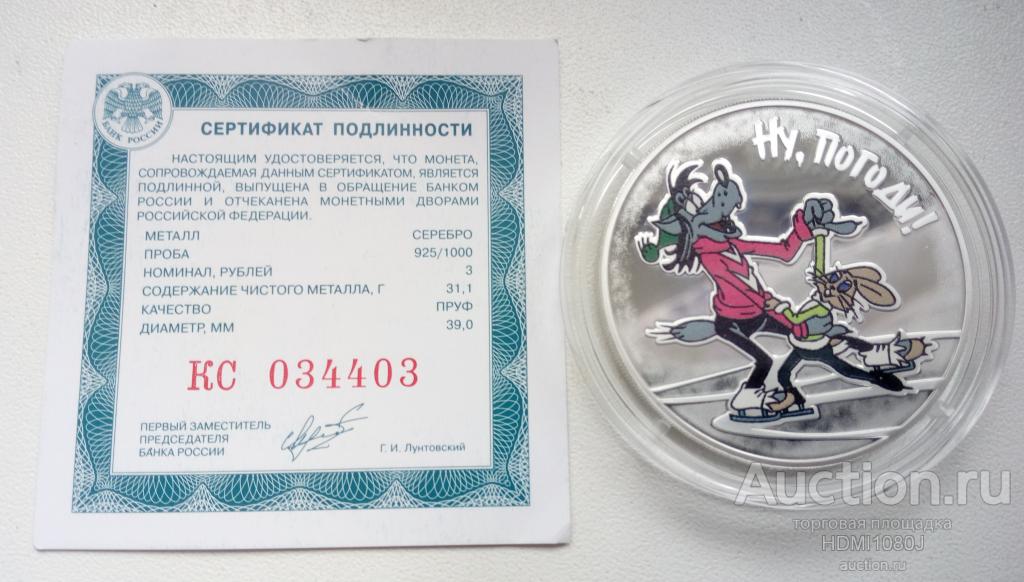 БАНК РОССИИ
СЕРТИФИКАТ ПОДЛИННОСТИ
НАСТОЯЩИМ УДОСТОВЕРЯЕТСЯ, ЧТО МОНЕТА,
СОПРОВОЖДАЕМАЯ ДАННЫМ СЕРТИФИКАТОМ, ЯВЛЯЕТСЯ
ПОДЛИННОЙ, ВЫПУЩЕНА В ОБРАЩЕНИЕ БАНКОМ
РОССИИ И ОТЧЕКАНЕНА МОНЕТНЫМИ ДВОРАМИ
РОССИЙСКОЙ ФЕДЕРАЦИИ.
МЕТАЛЛ СЕРЕБРО
ПРОБА 925/1000
НОМИНАЛ, РУБЛЕЙ 3
СОДЕРЖАНИЕ ЧИСТОГО МЕТАЛЛА, Г 31,1
КАЧЕСТВО ПРУФ
ДИАМЕТР, ММ 39,0
КС 034403
ПЕРВЫЙ ЗАМЕСТИТЕЛЬ
ПРЕДСЕДАТЕЛЯ
БАНКА РОССИИ
Г. И. Лунтовский
Ну, погоди!
Auction.ru
торговая площадка
HDMI1080J
auction.ru